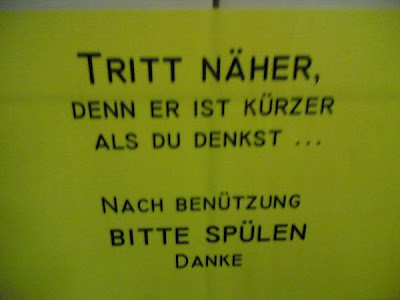 TRITT NÄHER,
DENN ER IST KÜRZER
ALS DU DENKST ...
NACH BENÜTZUNG
BITTE SPÜLEN
DANKE